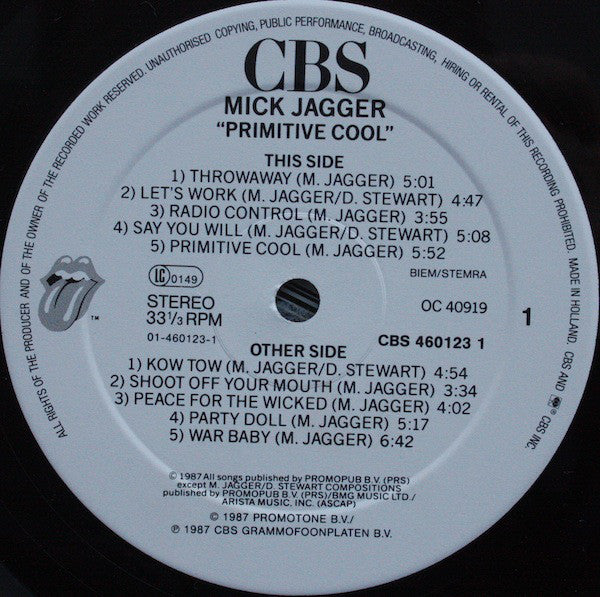 ALL RIGHTS OF THE PRODUCER AND OF THE OWNER OF THE RECORDED WORK RESERVED. UNAUTHORISED COPYING, PUBLIC PERFORMANCE, BROADCASTING, HIRING OR RENTAL OF THIS RECORDING PROHIBITED. MADE IN HOLLAND. CBS AND ® CBS INC.
CBS
MICK JAGGER
"PRIMITIVE COOL"
THIS SIDE
1) THROWAWAY (M. JAGGER) 5:01
2) LET'S WORK (M. JAGGER/D. STEWART) 4:47
3) RADIO CONTROL (M. JAGGER) 3:55
4) SAY YOU WILL (M. JAGGER/D. STEWART) 5:08
5) PRIMITIVE COOL (M. JAGGER) 5:52
BIEM/STEMRA
LC 0149
STEREO
33 1/3 RPM
OC 40919
1
TM
01-460123-1
CBS 460123 1
OTHER SIDE
1) KOW TOW (M. JAGGER/D. STEWART) 4:54
2) SHOOT OFF YOUR MOUTH (M. JAGGER) 3:34
3) PEACE FOR THE WICKED (M. JAGGER) 4:02
4) PARTY DOLL (M. JAGGER) 5:17
5) WAR BABY (M. JAGGER) 6:42
© 1987 All songs published by PROMOPUB B.V. (PRS)
except M. JAGGER/D. STEWART COMPOSITIONS
published by PROMOPUB B.V. (PRS)/BMG MUSIC LTD./
ARISTA MUSIC. INC. (ASCAP)
© 1987 PROMOTONE B.V./
℗ 1987 CBS GRAMMOFOONPLATEN B.V.